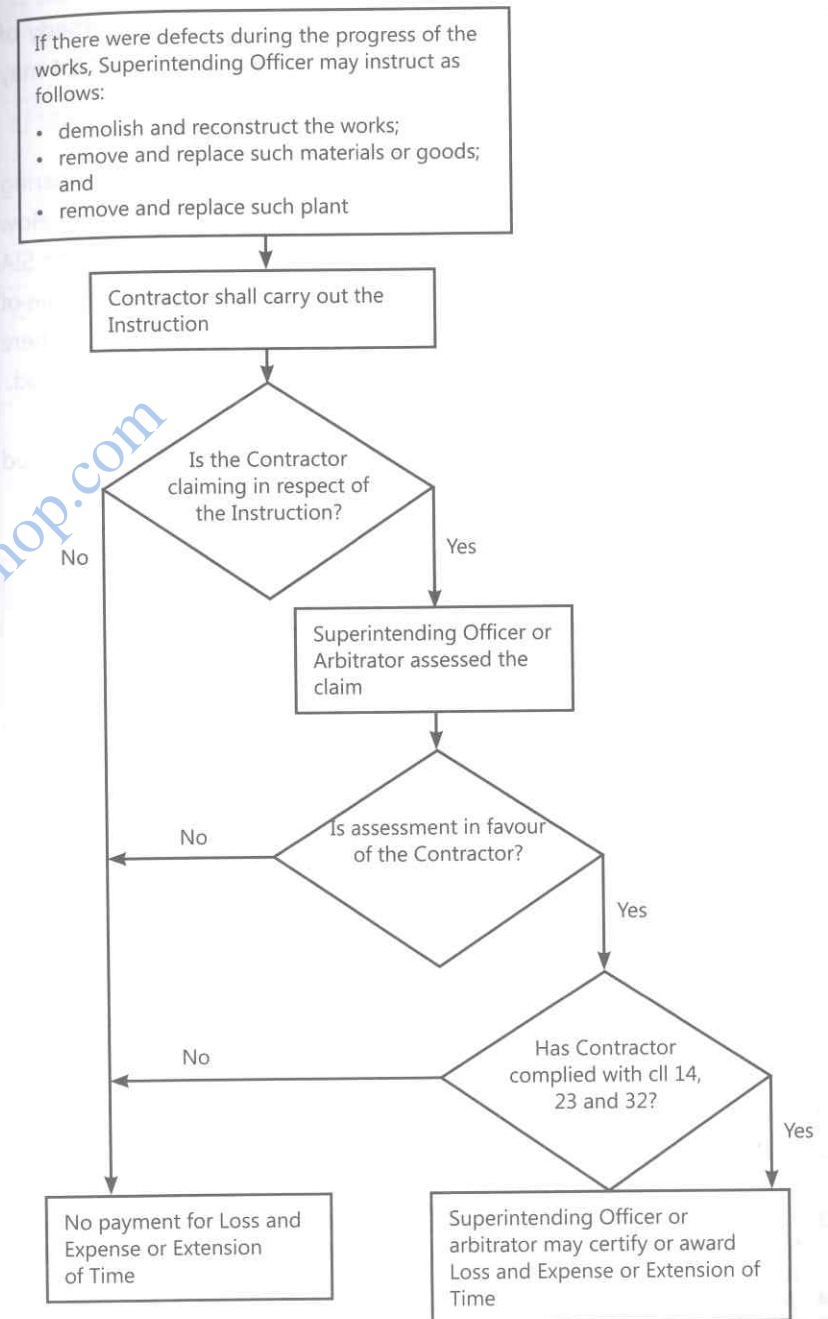 If there were defects during the progress of the
works, Superintending Officer may instruct as
follows:
• demolish and reconstruct the works;
• remove and replace such materials or goods;
and
• remove and replace such plant
Contractor shall carry out the
Instruction
Is the Contractor
claiming in respect of
the Instruction?
No
Yes
Superintending Officer or
Arbitrator assessed the
claim
Is assessment in favour
of the Contractor?
No
Yes
Has Contractor
complied with cll 14,
23 and 32?
No
Yes
No payment for Loss and
Expense or Extension
of Time
Superintending Officer or
arbitrator may certify or award
Loss and Expense or Extension of
Time